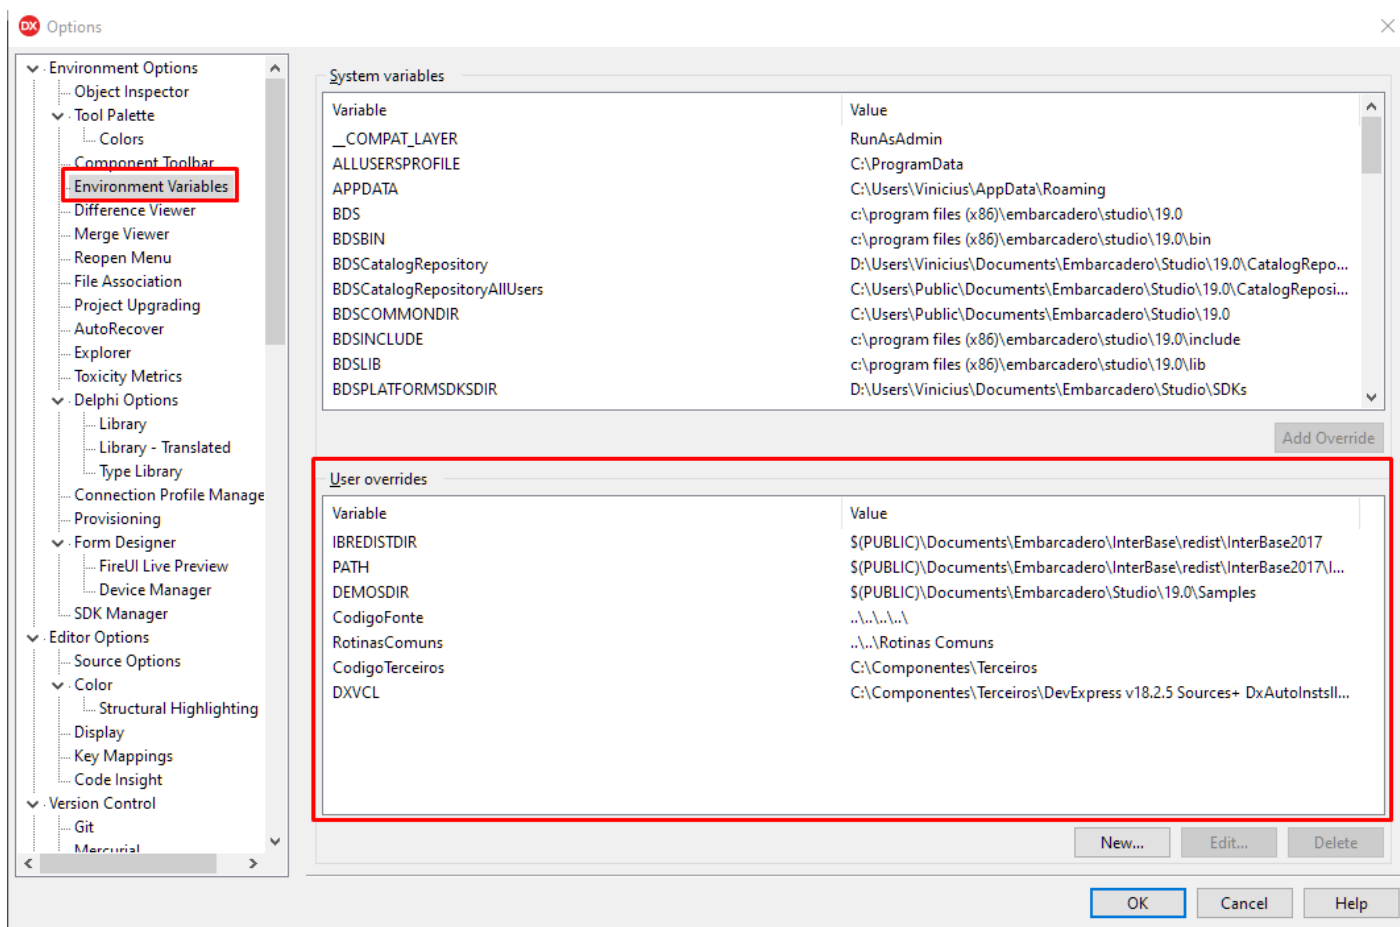 DX Options
Environment Options
Object Inspector
Tool Palette
Colors
Component Toolbar
Environment Variables
Difference Viewer
Merge Viewer
Reopen Menu
File Association
Project Upgrading
AutoRecover
Explorer
Toxicity Metrics
Delphi Options
Library
Library - Translated
Type Library
Connection Profile Manage
Provisioning
Form Designer
FireUI Live Preview
Device Manager
SDK Manager
Editor Options
Source Options
Color
Structural Highlighting
Display
Key Mappings
Code Insight
Version Control
Git
Mercurial
System variables
Variable Value
__COMPAT_LAYER RunAsAdmin
ALLUSERSPROFILE C:\ProgramData
APPDATA C:\Users\Vinicius\AppData\Roaming
BDS c:\program files (x86)\embarcadero\studio\19.0
BDSBIN c:\program files (x86)\embarcadero\studio\19.0\bin
BDSCatalogRepository D:\Users\Vinicius\Documents\Embarcadero\Studio\19.0\CatalogRepo...
BDSCatalogRepositoryAllUsers C:\Users\Public\Documents\Embarcadero\Studio\19.0\CatalogReposi...
BDSCOMMONDIR C:\Users\Public\Documents\Embarcadero\Studio\19.0
BDSINCLUDE c:\program files (x86)\embarcadero\studio\19.0\include
BDSLIB c:\program files (x86)\embarcadero\studio\19.0\lib
BDSPLATFORMSDKSDIR D:\Users\Vinicius\Documents\Embarcadero\Studio\SDKs
Add Override
User overrides
Variable Value
IBREDISTDIR $(PUBLIC)\Documents\Embarcadero\InterBase\redist\InterBase2017
PATH $(PUBLIC)\Documents\Embarcadero\InterBase\redist\InterBase2017\I...
DEMOSDIR $(PUBLIC)\Documents\Embarcadero\Studio\19.0\Samples
CodigoFonte ..\..\..\..\
RotinasComuns ..\..\Rotinas Comuns
CodigoTerceiros C:\Componentes\Terceiros
DXVCL C:\Componentes\Terceiros\DevExpress v18.2.5 Sources+ DxAutoInstsll...
New... Edit... Delete
OK Cancel Help